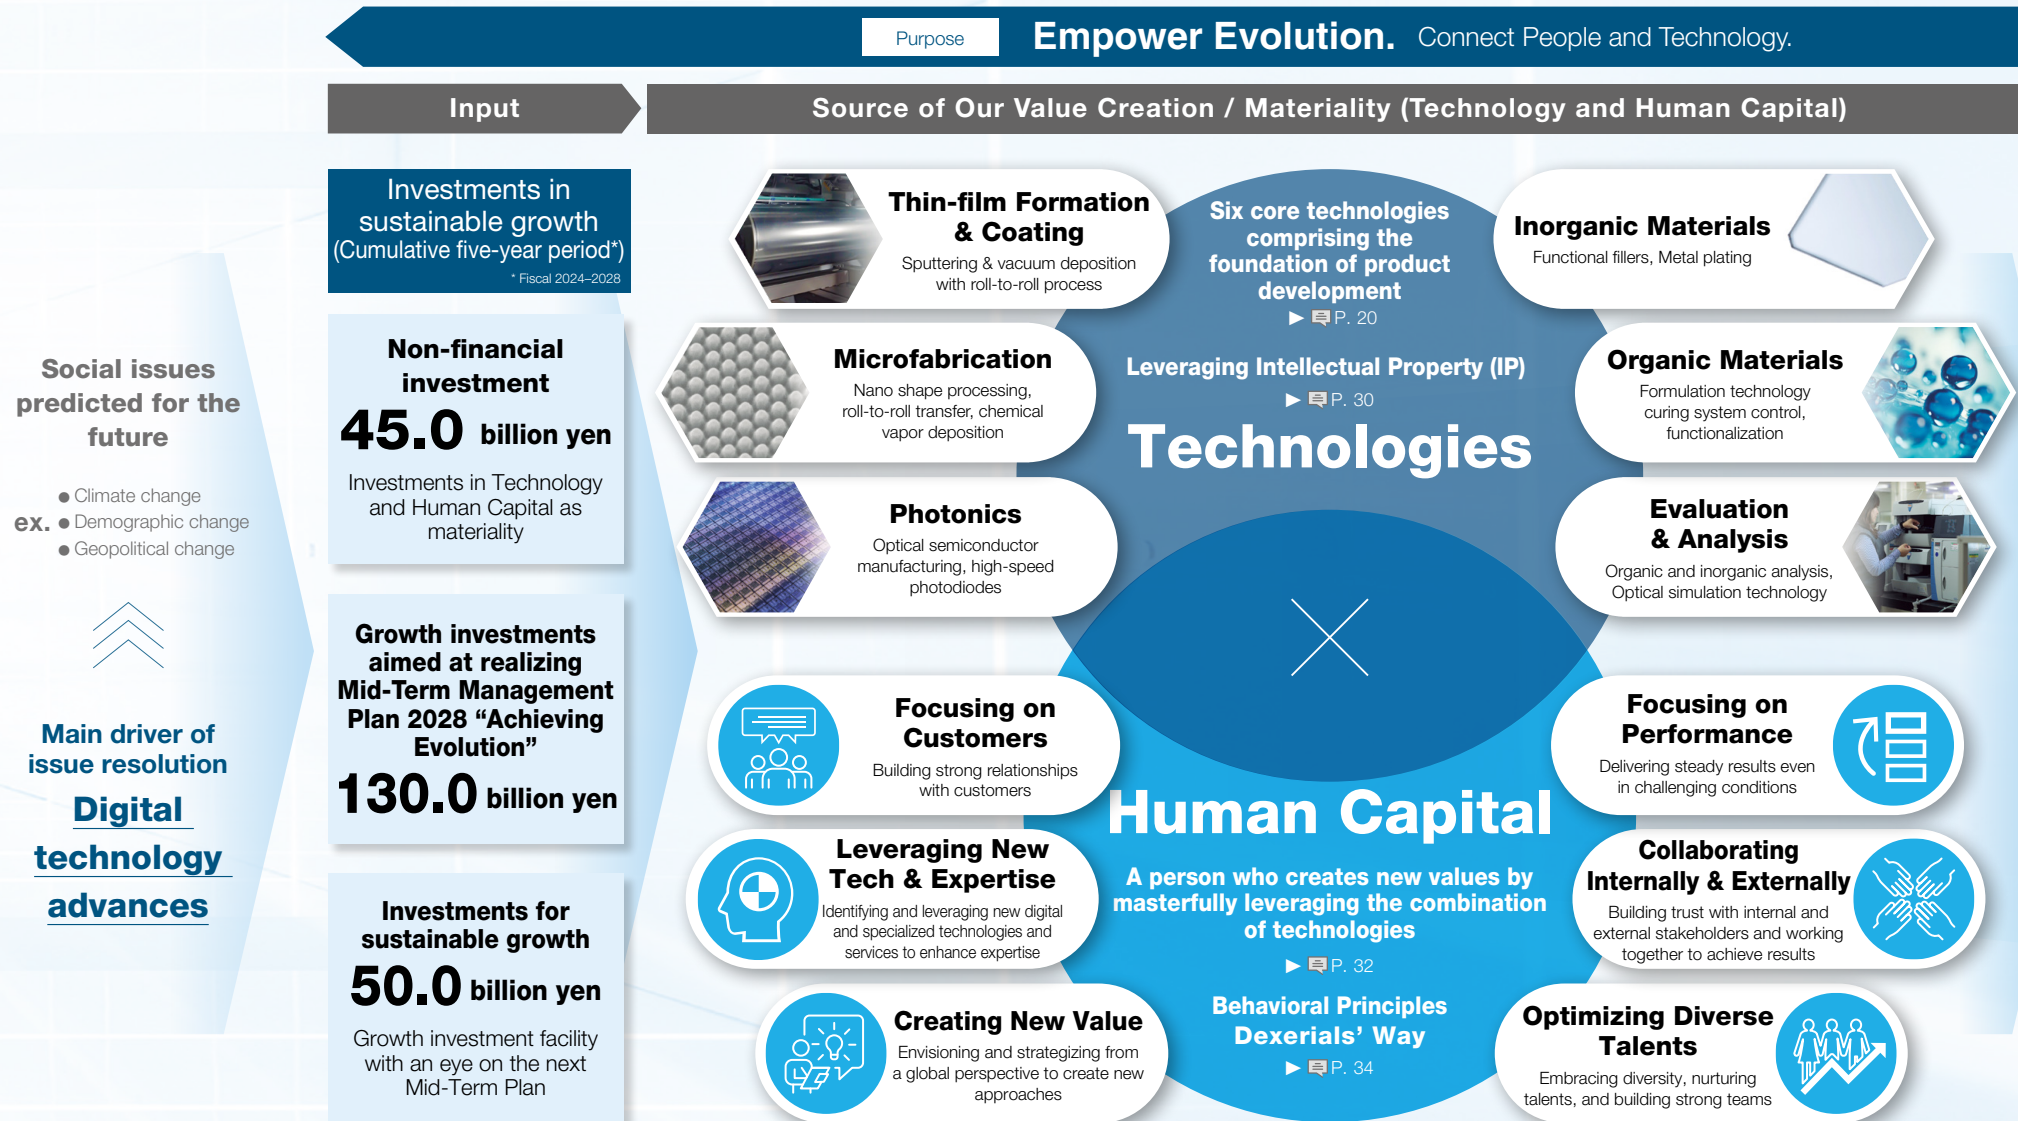 Purpose
Empower Evolution. Connect People and Technology.
Input
Source of Our Value Creation / Materiality (Technology and Human Capital)
Social issues
predicted for the
future
ex.
● Climate change
● Demographic change
● Geopolitical change
Main driver of
issue resolution
Digital
technology
advances
Investments in
sustainable growth
(Cumulative five-year period*)
* Fiscal 2024–2028
Non-financial
investment
45.0 billion yen
Investments in Technology
and Human Capital as
materiality
Growth investments
aimed at realizing
Mid-Term Management
Plan 2028 “Achieving
Evolution”
130.0 billion yen
Investments for
sustainable growth
50.0 billion yen
Growth investment facility
with an eye on the next
Mid-Term Plan
Thin-film Formation
& Coating
Sputtering & vacuum deposition
with roll-to-roll process
Microfabrication
Nano shape processing,
roll-to-roll transfer, chemical
vapor deposition
Photonics
Optical semiconductor
manufacturing, high-speed
photodiodes
Six core technologies
comprising the
foundation of product
development
▶ P. 20
Leveraging Intellectual Property (IP)
▶ P. 30
Technologies
Inorganic Materials
Functional fillers, Metal plating
Organic Materials
Formulation technology
curing system control,
functionalization
Evaluation
& Analysis
Organic and inorganic analysis,
Optical simulation technology
Focusing on
Customers
Building strong relationships
with customers
Leveraging New
Tech & Expertise
Identifying and leveraging new digital
and specialized technologies and
services to enhance expertise
Creating New Value
Envisioning and strategizing from
a global perspective to create new
approaches
Human Capital
A person who creates new values by
masterfully leveraging the combination
of technologies
▶ P. 32
Behavioral Principles
Dexerials’ Way
▶ P. 34
Focusing on
Performance
Delivering steady results even
in challenging conditions
Collaborating
Internally & Externally
Building trust with internal and
external stakeholders and working
together to achieve results
Optimizing Diverse
Talents
Embracing diversity, nurturing
talents, and building strong teams